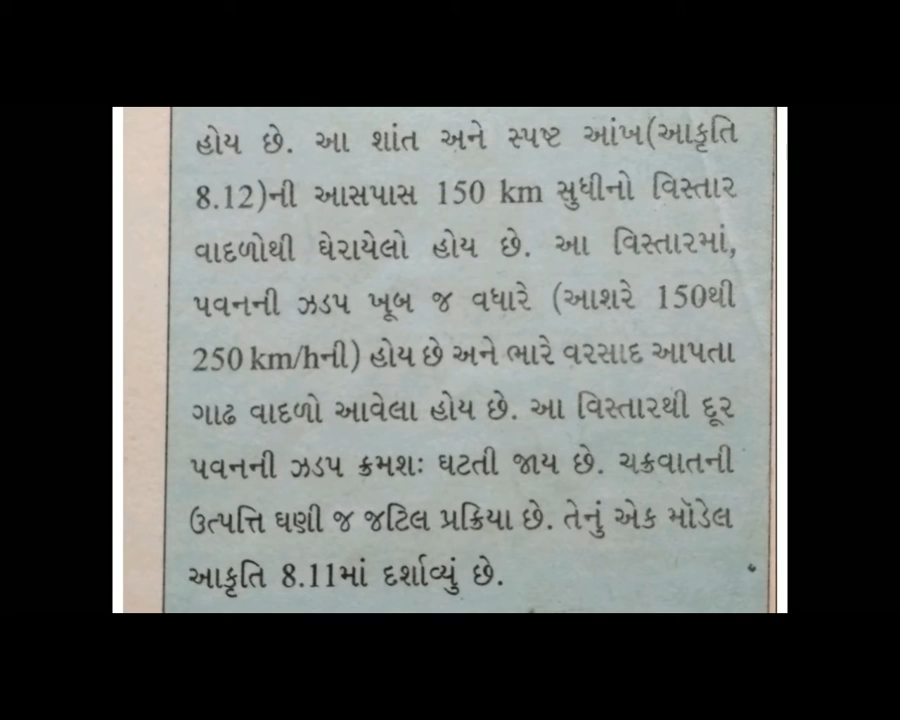 હોય છે. આ શાંત અને સ્પષ્ટ આંખ(આકૃતિ
8.12)ની આસપાસ 150 km સુધીનો વિસ્તાર
વાદળોથી ઘેરાયેલો હોય છે. આ વિસ્તારમાં,
પવનની ઝડપ ખૂબ જ વધારે (આશરે 150થી
250 km/hની) હોય છે અને ભારે વરસાદ આપતા
ગાઢ વાદળો આવેલા હોય છે. આ વિસ્તારથી દૂર
પવનની ઝડપ ક્રમશઃ ઘટતી જાય છે. ચક્રવાતની
ઉત્પત્તિ ઘણી જ જટિલ પ્રક્રિયા છે. તેનું એક મૉડેલ
આકૃતિ 8.11માં દર્શાવ્યું છે.